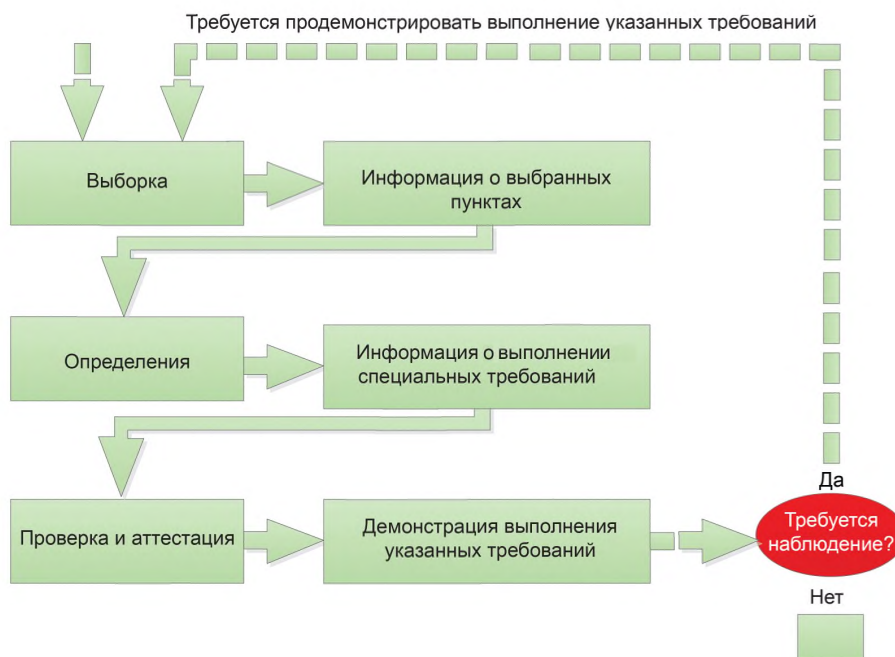 Требуется продемонстрировать выполнение указанных требований
Выборка
Информация о выбранных
пунктах
Определения
Информация о выполнении
специальных требований
Проверка и аттестация
Демонстрация выполнения
указанных требований
Да
Требуется
наблюдение?
Нет